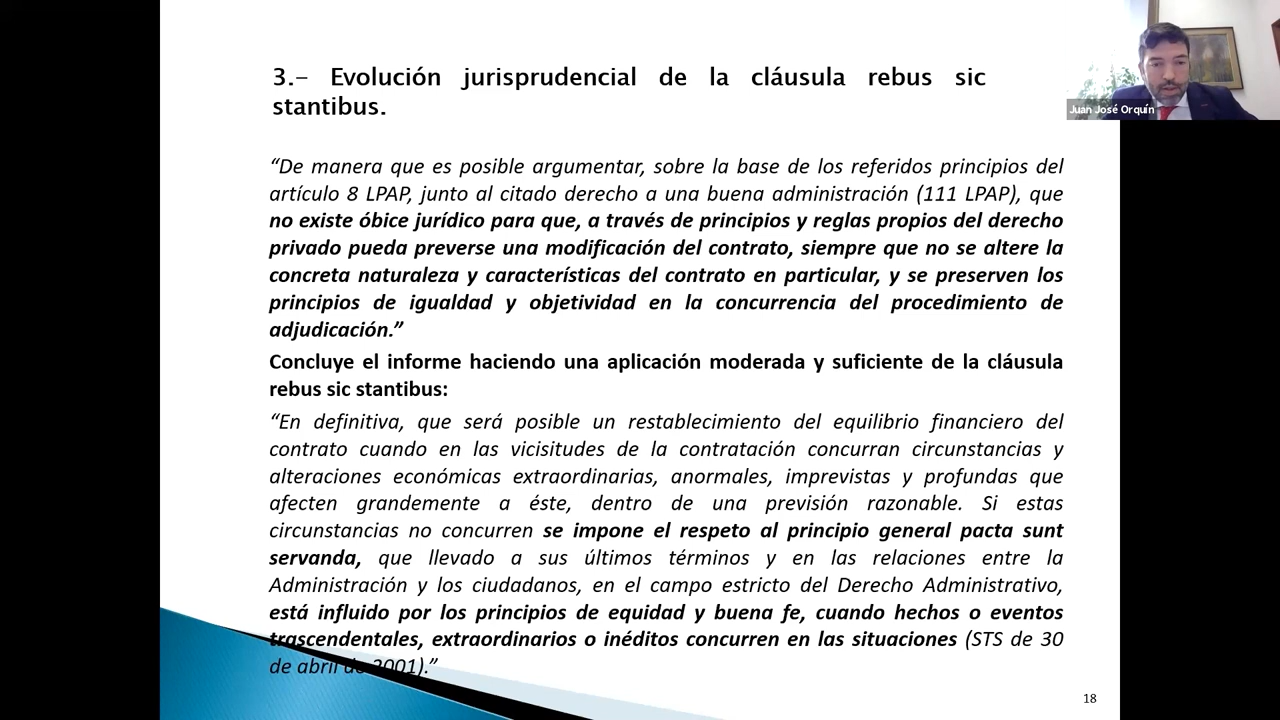 3.- Evolución jurisprudencial de la cláusula rebus sic
stantibus.
Juan José Orquín
“De manera que es posible argumentar, sobre la base de los referidos principios del
artículo 8 LPAP, junto al citado derecho a una buena administración (111 LPAP), que
no existe óbice jurídico para que, a través de principios y reglas propios del derecho
privado pueda preverse una modificación del contrato, siempre que no se altere la
concreta naturaleza y características del contrato en particular, y se preserven los
principios de igualdad y objetividad en la concurrencia del procedimiento de
adjudicación.”
Concluye el informe haciendo una aplicación moderada y suficiente de la cláusula
rebus sic stantibus:
“En definitiva, que será posible un restablecimiento del equilibrio financiero del
contrato cuando en las vicisitudes de la contratación concurran circunstancias y
alteraciones económicas extraordinarias, anormales, imprevistas y profundas que
afecten grandemente a éste, dentro de una previsión razonable. Si estas
circunstancias no concurren se impone el respeto al principio general pacta sunt
servanda, que llevado a sus últimos términos y en las relaciones entre la
Administración y los ciudadanos, en el campo estricto del Derecho Administrativo,
está influido por los principios de equidad y buena fe, cuando hechos o eventos
trascendentales, extraordinarios o inéditos concurren en las situaciones (STS de 30
de abril de 2001).”
18